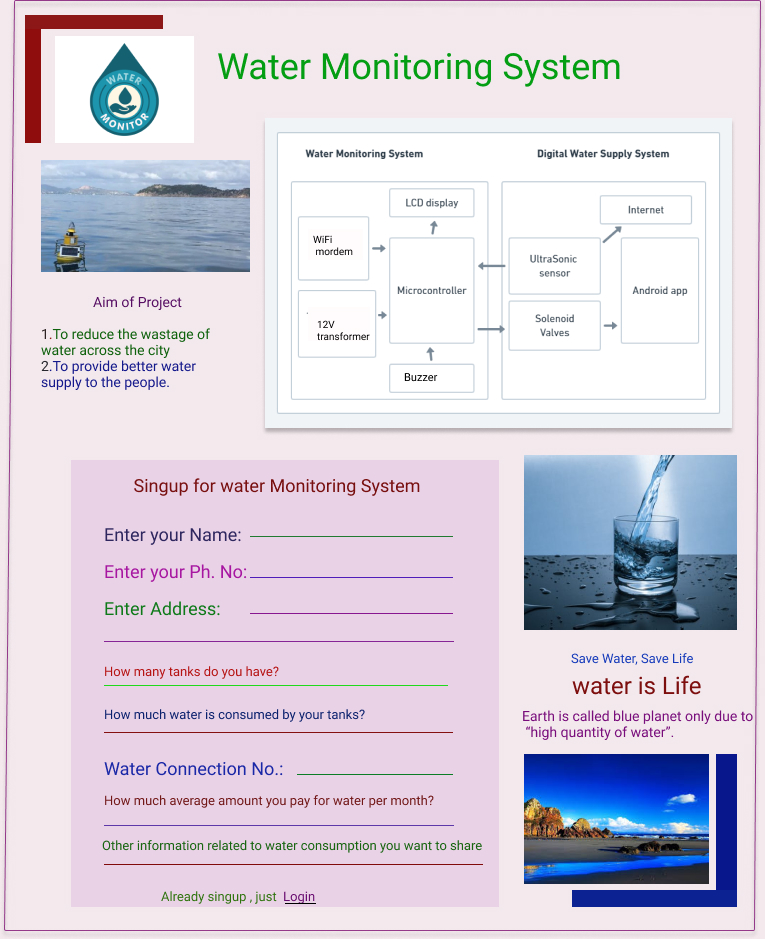 WATER
MONITOR
Water Monitoring System
Water Monitoring System
Digital Water Supply System
LCD display
Internet
WiFi
mordem
UltraSonic
sensor
Microcontroller
Android app
12V
transformer
Solenoid
Valves
Buzzer
Aim of Project
1.To reduce the wastage of
water across the city
2.To provide better water
supply to the people.
Singup for water Monitoring System
Enter your Name:
Enter your Ph. No:
Enter Address:
How many tanks do you have?
How much water is consumed by your tanks?
Water Connection No.:
How much average amount you pay for water per month?
Other information related to water consumption you want to share
Already singup , just Login
Save Water, Save Life
water is Life
Earth is called blue planet only due to
“high quantity of water”.